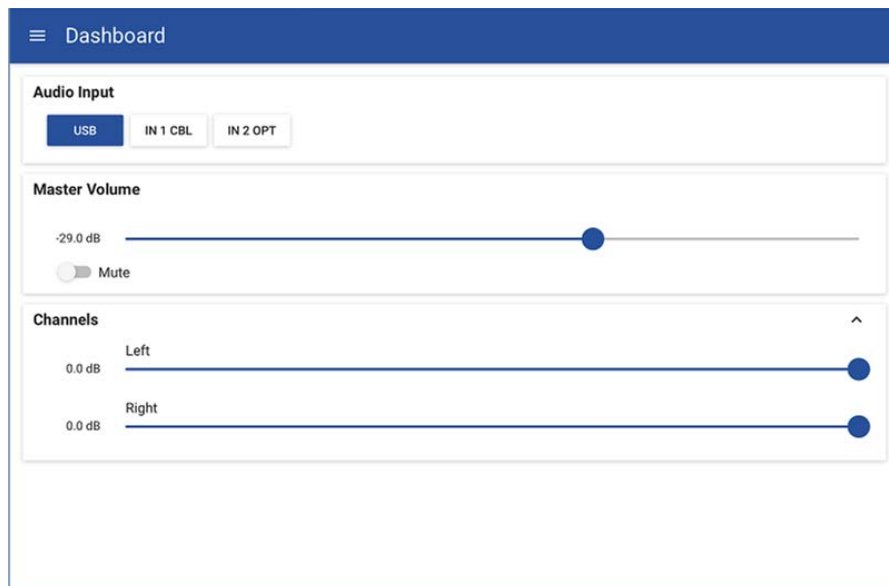 Dashboard
Audio Input
USB IN 1 CBL IN 2 OPT
Master Volume
-29.0 dB
Mute
Channels
Left
0.0 dB
Right
0.0 dB